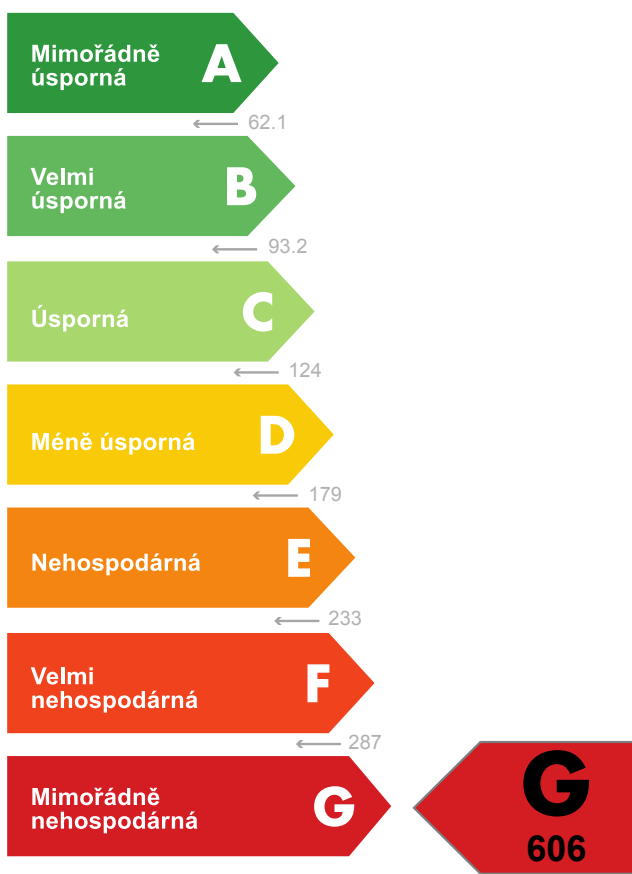 Mimořádně
úsporná
A
62.1
Velmi
úsporná
B
93.2
Úsporná
C
124
Méně úsporná
D
179
Nehospodárná
E
233
Velmi
nehospodárná
F
287
Mimořádně
nehospodárná
G
G
606